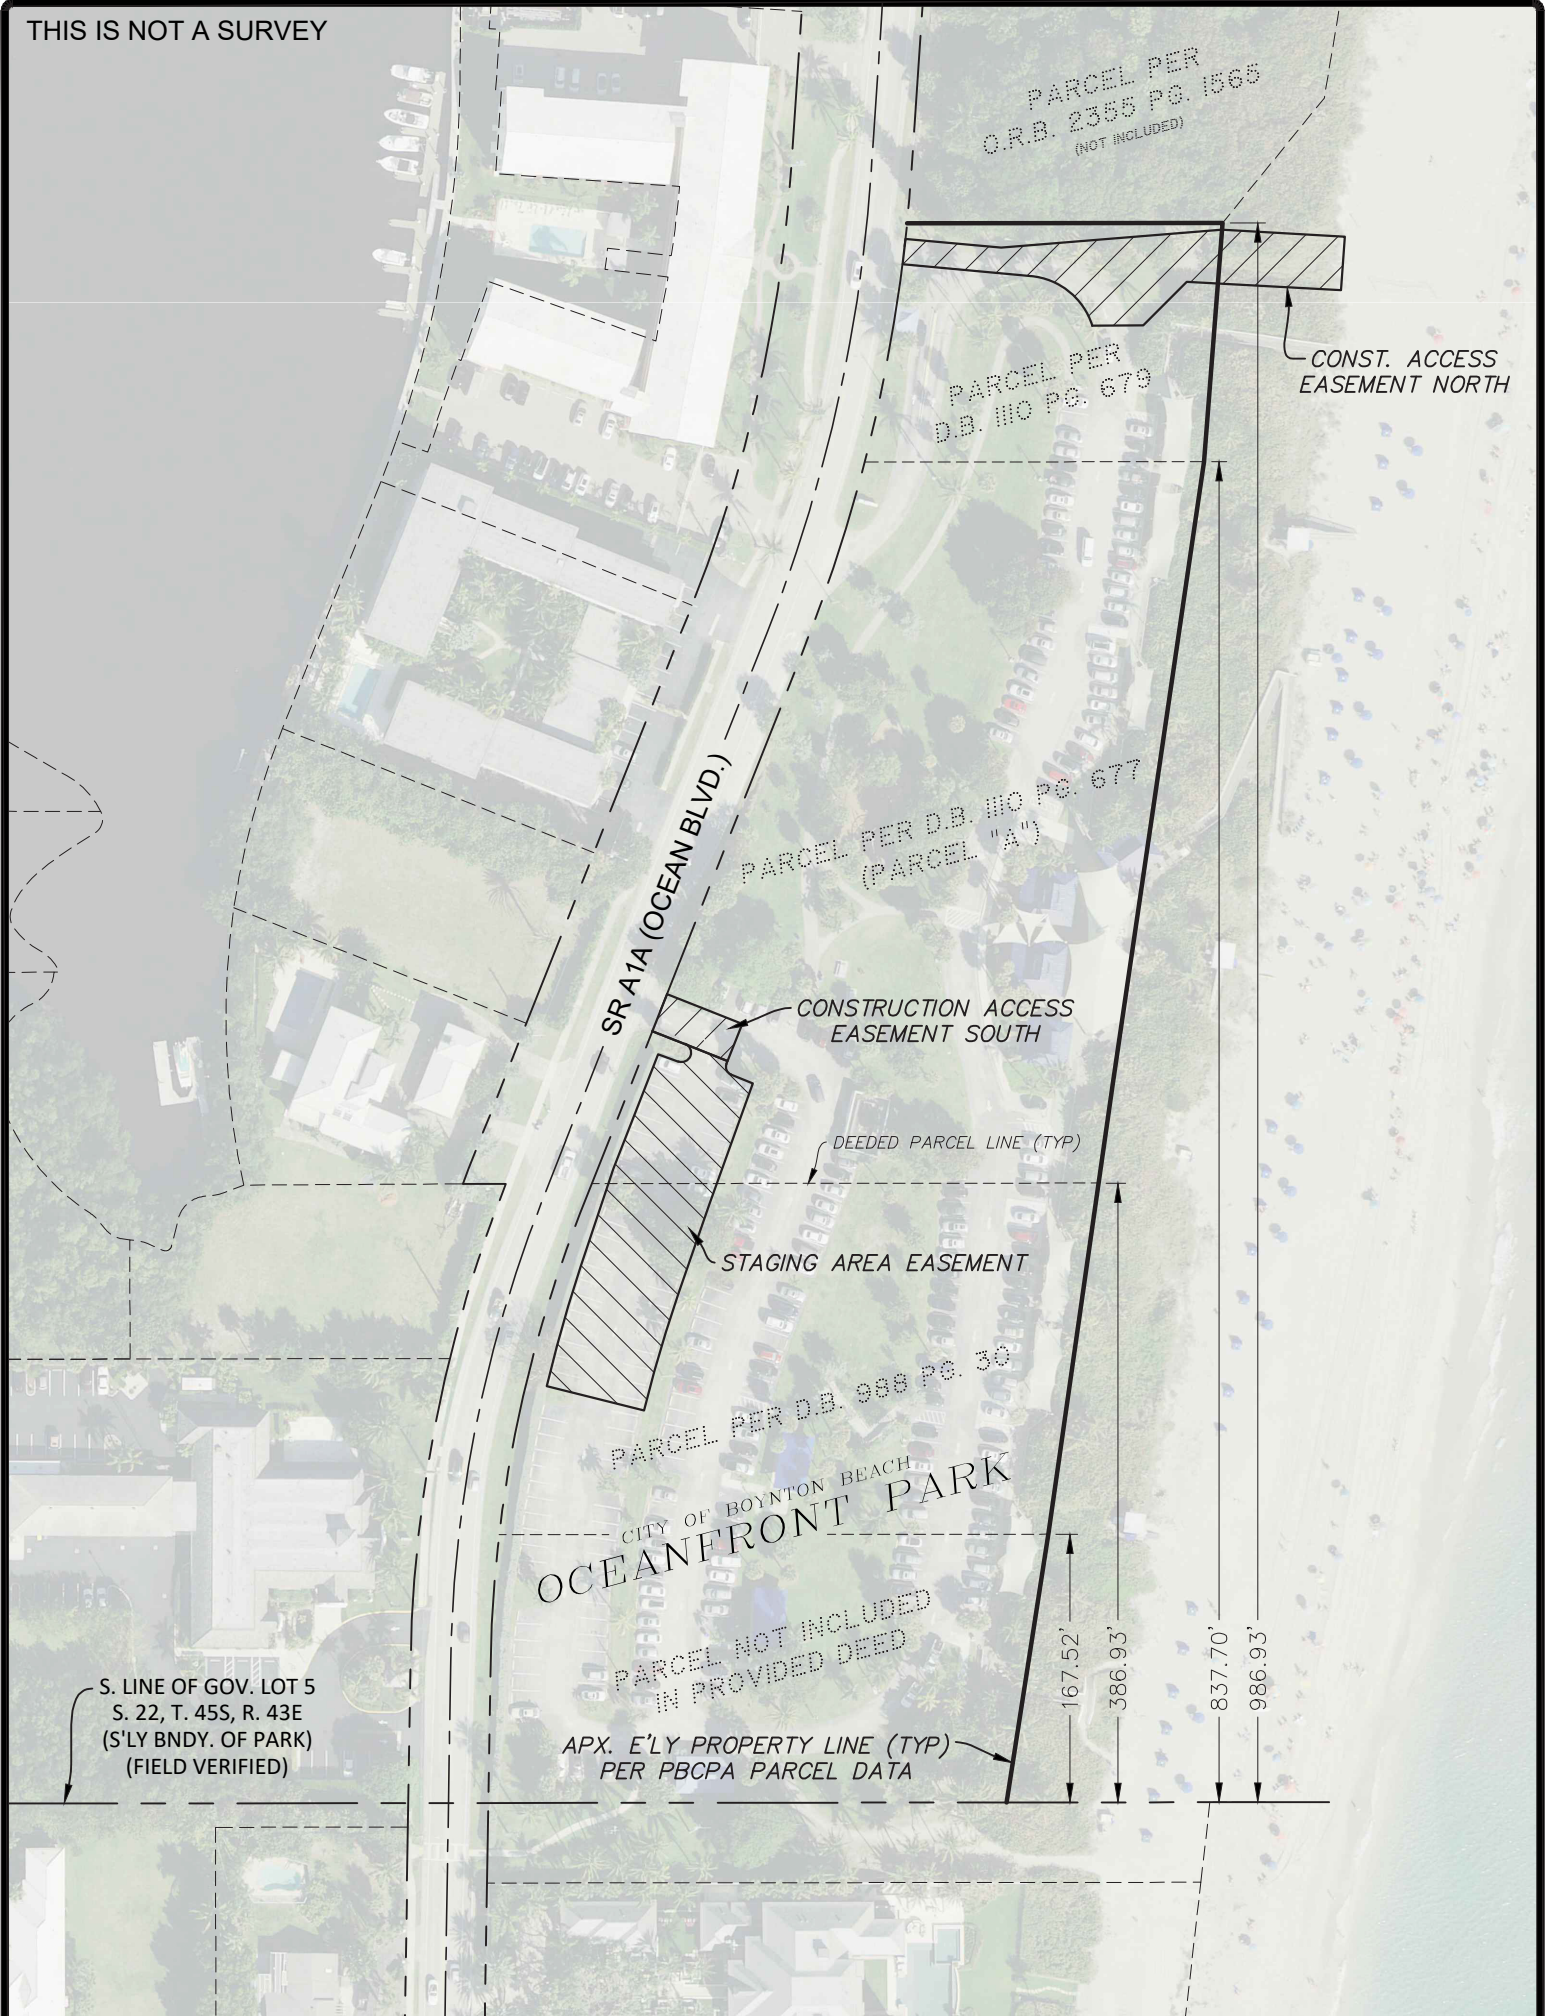 THIS IS NOT A SURVEY
PARCEL PER
O.R.B. 2355 PG. 1565
(NOT INCLUDED)
CONST. ACCESS
EASEMENT NORTH
PARCEL PER
D.B. 1110 PG. 679
PARCEL PER D.B. 1110 PG. 677
(PARCEL "A")
SR A1A (OCEAN BLVD.)
CONSTRUCTION ACCESS
EASEMENT SOUTH
DEEDED PARCEL LINE (TYP)
STAGING AREA EASEMENT
PARCEL PER D.B. 988 PG. 30
CITY OF BOYNTON BEACH
OCEANFRONT PARK
PARCEL NOT INCLUDED
IN PROVIDED DEED
167.52'
386.93'
837.70'
986.93'
S. LINE OF GOV. LOT 5
S. 22, T. 45S, R. 43E
(S'LY BNDY. OF PARK)
(FIELD VERIFIED)
APX. E'LY PROPERTY LINE (TYP)
PER PBCPA PARCEL DATA